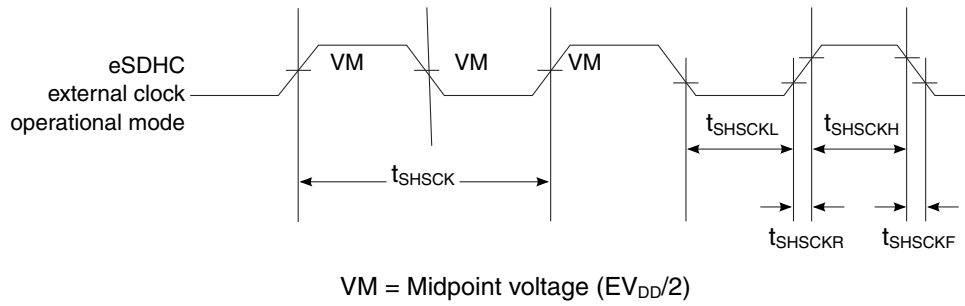 VM VM VM
eSDHC
external clock
operational mode
tSHSCKL tSHSCKH
tSHSCK
tSHSCKR tSHSCKF
VM = Midpoint voltage (EVDD/2)